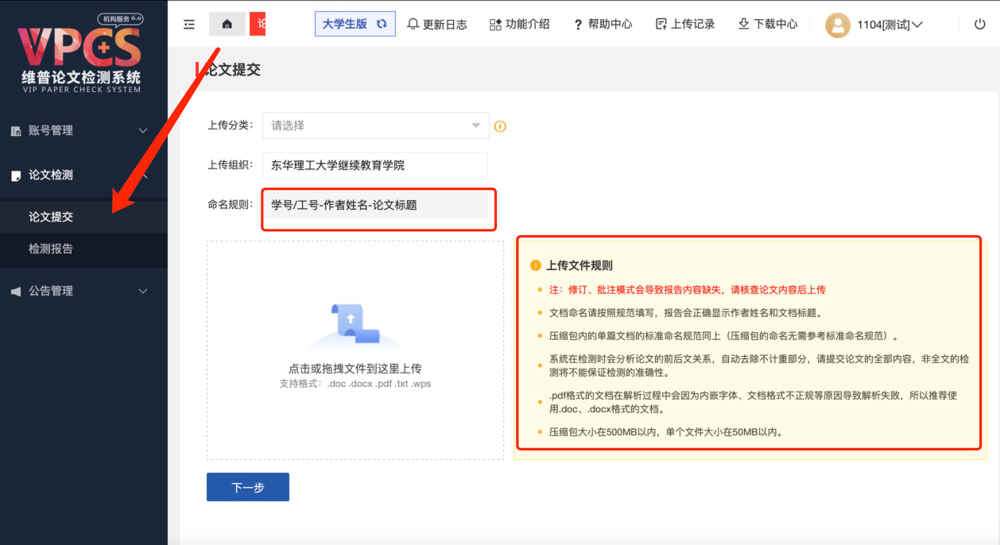 机构服务 6.0
VPCS
维普论文检测系统
VIP PAPER CHECK SYSTEM
账号管理
论文检测
论文提交
检测报告
公告管理
大学生版
更新日志
功能介绍
? 帮助中心
上传记录
下载中心
1104[测试]
论文提交
上传分类：
请选择
上传组织：
东华理工大学继续教育学院
命名规则：
学号/工号-作者姓名-论文标题
点击或拖拽文件到这里上传
支持格式：.doc .docx .pdf .txt .wps
上传文件规则
注：修订、批注模式会导致报告内容缺失，请核查论文内容后上传
文档命名请按照规范填写，报告会正确显示作者姓名和文档标题。
压缩包内的单篇文档的标准命名规范同上（压缩包的命名无需参考标准命名规范）。
系统在检测时会分析论文的前后文关系，自动去除不计重部分，请提交论文的全部内容，非全文的检
测将不能保证检测的准确性。
.pdf格式的文档在解析过程中会因为内嵌字体、文档格式不正规等原因导致解析失败，所以推荐使
用.doc、.docx格式的文档。
压缩包大小在500MB以内，单个文件大小在50MB以内。
下一步